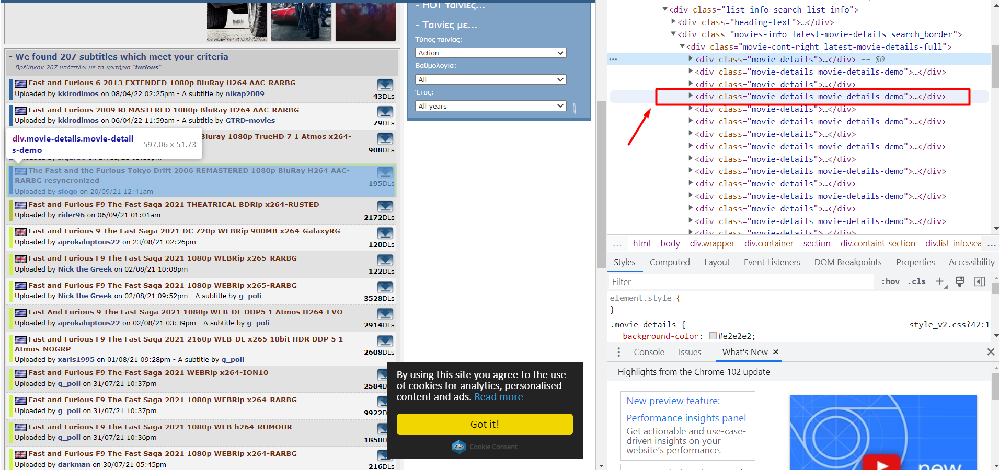 - HOT ταινίες...
- Ταινίες με...
Τύπος ταινίας:
Action
Βαθμολογία:
All
Έτος:
All years
- We found 207 subtitles which meet your criteria
Βρέθηκαν 207 υπότιτλοι με τα κριτήρια "furious"
Fast and Furious 6 2013 EXTENDED 1080p BluRay H264 AAC-RARBG
Uploaded by kkirodimos on 08/04/22 02:25pm - A subtitle by nikap2009
43DLs
Fast and Furious 2009 REMASTERED 1080p BluRay H264 AAC-RARBG
Uploaded by kkirodimos on 06/04/22 11:59am - A subtitle by GTRD-movies
79DLs
div.movie-details.movie-detail
s-demo
597.06 × 51.73
Bluray 1080p TrueHD 7 1 Atmos x264-
908DLs
The Fast and the Furious Tokyo Drift 2006 REMASTERED 1080p BluRay H264 AAC-
RARBG resyncronized
Uploaded by siogo on 20/09/21 12:41am
195DLs
Fast and Furious F9 The Fast Saga 2021 THEATRICAL BDRip x264-RUSTED
Uploaded by rider96 on 06/09/21 01:01am
2172DLs
Fast and Furious 9 The Fast Saga 2021 DC 720p WEBRip 900MB x264-GalaxyRG
Uploaded by aprokaluptous22 on 23/08/21 02:26pm
120DLs
Fast and Furious F9 The Fast Saga 2021 1080p WEBRip x265-RARBG
Uploaded by Nick the Greek on 02/08/21 10:08pm
122DLs
Fast and Furious F9 The Fast Saga 2021 1080p WEBRip x265-RARBG
Uploaded by Nick the Greek on 02/08/21 09:52pm - A subtitle by g_poli
3528DLs
Fast And Furious 9 The Fast Saga 2021 1080p WEB-DL DDP5 1 Atmos H264-EVO
Uploaded by aprokaluptous22 on 02/08/21 03:39pm - A subtitle by g_poli
2914DLs
Fast and Furious F9 The Fast Saga 2021 2160p WEB-DL x265 10bit HDR DDP 5 1
Atmos-NOGRP
Uploaded by xaris1995 on 01/08/21 09:28pm - A subtitle by g_poli
2608DLs
Fast and Furious F9 The Fast Saga 2021 WEBRip x264-ION10
Uploaded by g_poli on 31/07/21 10:37pm
2584D
Fast and Furious F9 The Fast Saga 2021 1080p WEBRip x264-RARBG
Uploaded by g_poli on 31/07/21 10:37pm
9922D
Fast and Furious F9 The Fast Saga 2021 1080p WEB h264-RUMOUR
Uploaded by g_poli on 31/07/21 10:36pm
1850D
Fast and Furious F9 The Fast Saga 2021 1080p WEBRip x264-RARBG
Uploaded by darkman on 30/07/21 05:45pm
216DLs
By using this site you agree to the use
of cookies for analytics, personalised
content and ads. Read more
Got it!
Cookie Consent
<div class="list-info search_list_info">
<div class="heading-text">…</div>
<div class="movies-info latest-movie-details search_border">
<div class="movie-cont-right latest-movie-details-full">
<div class="movie-details">…</div> == $0
<div class="movie-details movie-details-demo">…</div>
<div class="movie-details">…</div>
<div class="movie-details movie-details-demo">…</div>
<div class="movie-details">…</div>
<div class="movie-details movie-details-demo">…</div>
<div class="movie-details">…</div>
<div class="movie-details movie-details-demo">…</div>
<div class="movie-details">…</div>
<div class="movie-details movie-details-demo">…</div>
<div class="movie-details">…</div>
<div class="movie-details movie-details-demo">…</div>
<div class="movie-details">…</div>
<div class="movie-details movie-details-demo">…</div>
<div class="movie-details">…</div>
... html body div.wrapper div.container section div.containt-section div.list-info.sea ...
Styles Computed Layout Event Listeners DOM Breakpoints Properties Accessibility
Filter :hov .cls
element.style {
}
.movie-details { style_v2.css?42:1
background-color: #e2e2e2;
Console Issues What's New
Highlights from the Chrome 102 update
New preview feature:
Performance insights panel
Get actionable and use-case-
driven insights on your
website's performance.
new